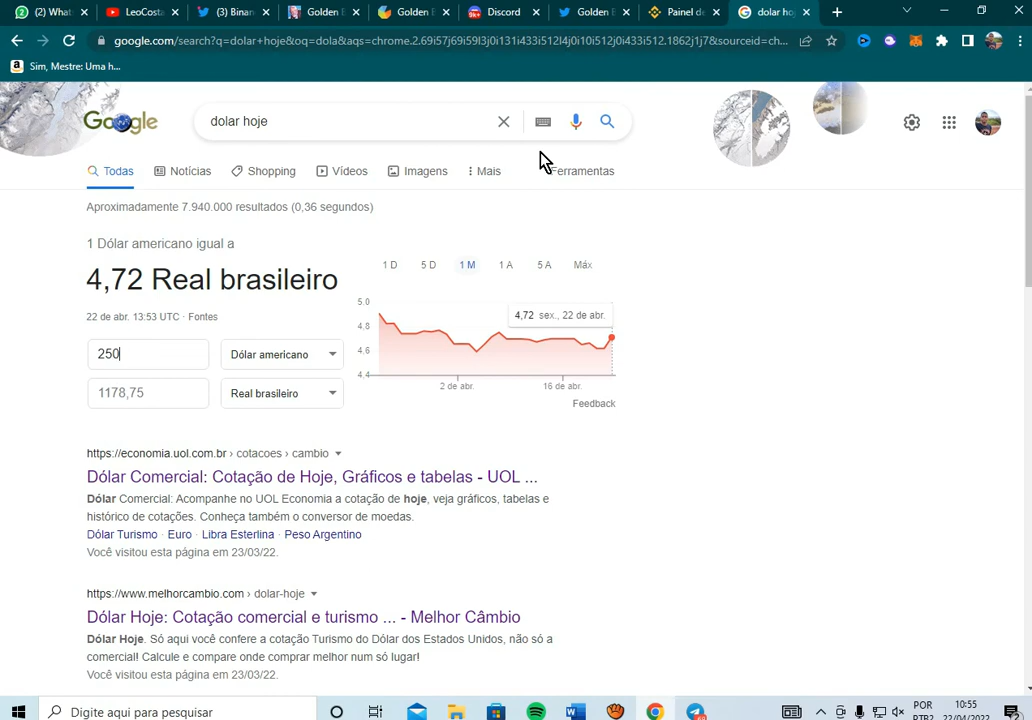 (2) What
LeoCosta
(3) Binan
Golden B
Golden B
Discord
Golden B
Painel de
dolar hoj
google.com/search?q=dolar+hoje&oq=dola&aqs=chrome.2.69i57j69i59l3j0i131i433i512l4j0i10i512j0i433i512.1862j1j7&sourceid=ch...
Sim, Mestre: Uma h...
Google
dolar hoje
Todas
Notícias
Shopping
Vídeos
Imagens
Mais
Ferramentas
Aproximadamente 7.940.000 resultados (0,36 segundos)
1 Dólar americano igual a
4,72 Real brasileiro
22 de abr. 13:53 UTC · Fontes
250
Dólar americano
1178,75
Real brasileiro
1 D
5 D
1 M
1 A
5 A
Máx
5.0
4.8
4.6
4.4
4,72 sex., 22 de abr.
2 de abr.
16 de abr.
Feedback
https://economia.uol.com.br › cotacoes › cambio
Dólar Comercial: Cotação de Hoje, Gráficos e tabelas - UOL ...
Dólar Comercial: Acompanhe no UOL Economia a cotação de hoje, veja gráficos, tabelas e
histórico de cotações. Conheça também o conversor de moedas.
Dólar Turismo · Euro · Libra Esterlina · Peso Argentino
Você visitou esta página em 23/03/22.
https://www.melhorcambio.com › dolar-hoje
Dólar Hoje: Cotação comercial e turismo ... - Melhor Câmbio
Dólar Hoje. Só aqui você confere a cotação Turismo do Dólar dos Estados Unidos, não só a
comercial! Calcule e compare onde comprar melhor num só lugar!
Você visitou esta página em 23/03/22.
Digite aqui para pesquisar
POR
PTB2
10:55
22/04/2022